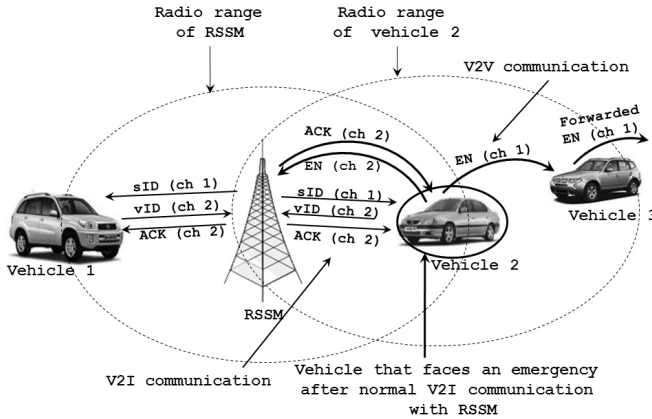 Radio range
of RSSM
Radio range
of vehicle 2
V2V communication
ACK (ch 2)
EN (ch 2)
EN (ch 1)
Forwarded
EN (ch 1)
sID (ch 1)
vID (ch 2)
ACK (ch 2)
sID (ch 1)
vID (ch 2)
ACK (ch 2)
Vehicle 1
RSSM
Vehicle 2
Vehicle 3
V2I communication
Vehicle that faces an emergency
after normal V2I communication
with RSSM